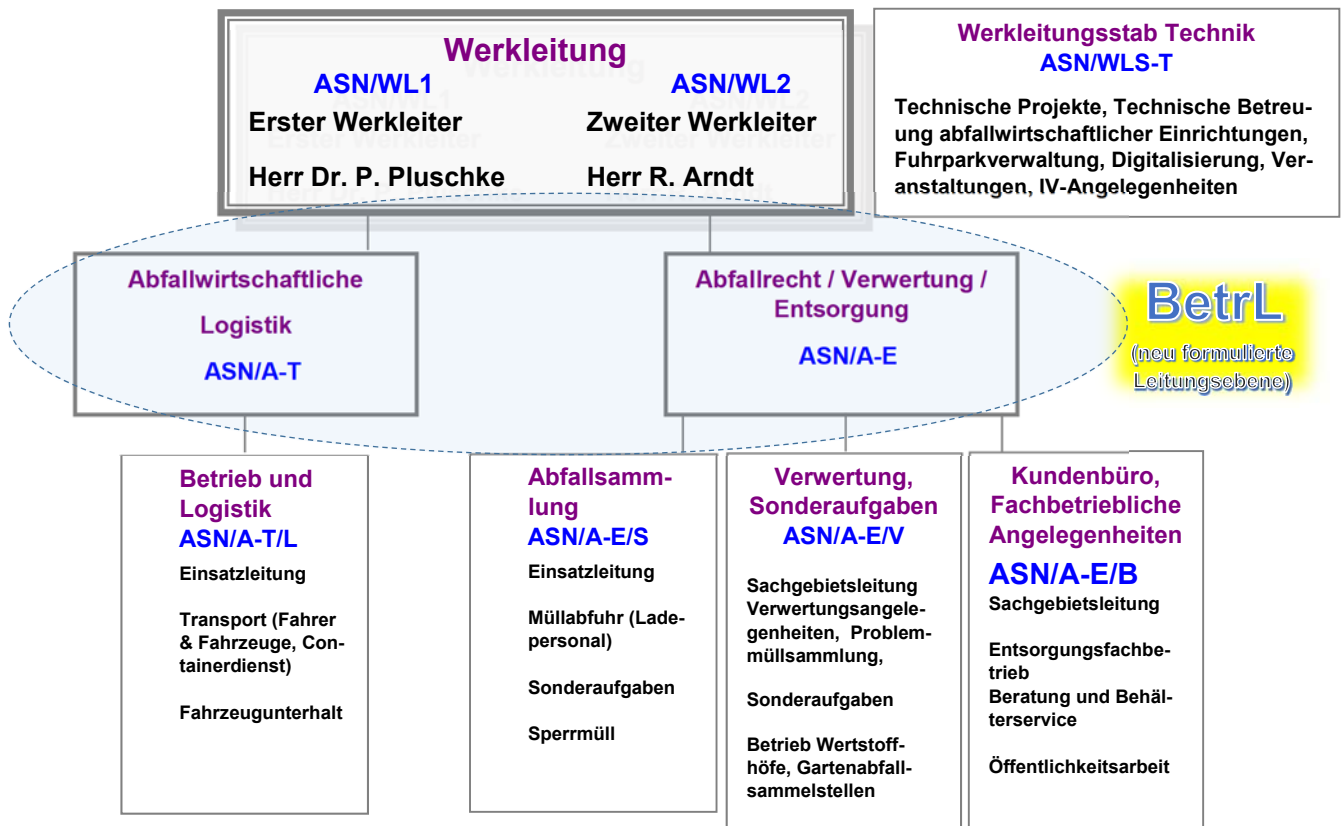 Werkleitung
ASN/WL1
Erster Werkleiter
Herr Dr. P. Pluschke
ASN/WL2
Zweiter Werkleiter
Herr R. Arndt
Werkleitungsstab Technik
ASN/WLS-T
Technische Projekte, Technische Betreu-
ung abfallwirtschaftlicher Einrichtungen,
Fuhrparkverwaltung, Digitalisierung, Ver-
anstaltungen, IV-Angelegenheiten
Abfallwirtschaftliche
Logistik
ASN/A-T
Abfallrecht / Verwertung /
Entsorgung
ASN/A-E
BetrL
(neu formulierte
Leitungsebene)
Betrieb und
Logistik
ASN/A-T/L
Einsatzleitung
Transport (Fahrer
& Fahrzeuge, Con-
tainerdienst)
Fahrzeugunterhalt
Abfallsamm-
lung
ASN/A-E/S
Einsatzleitung
Müllabfuhr (Lade-
personal)
Sonderaufgaben
Sperrmüll
Verwertung,
Sonderaufgaben
ASN/A-E/V
Sachgebietsleitung
Verwertungsangele-
genheiten, Problem-
müllsammlung,
Sonderaufgaben
Betrieb Wertstoff-
höfe, Gartenabfall-
sammelstellen
Kundenbüro,
Fachbetriebliche
Angelegenheiten
ASN/A-E/B
Sachgebietsleitung
Entsorgungsfachbe-
trieb
Beratung und Behäl-
terservice
Öffentlichkeitsarbeit